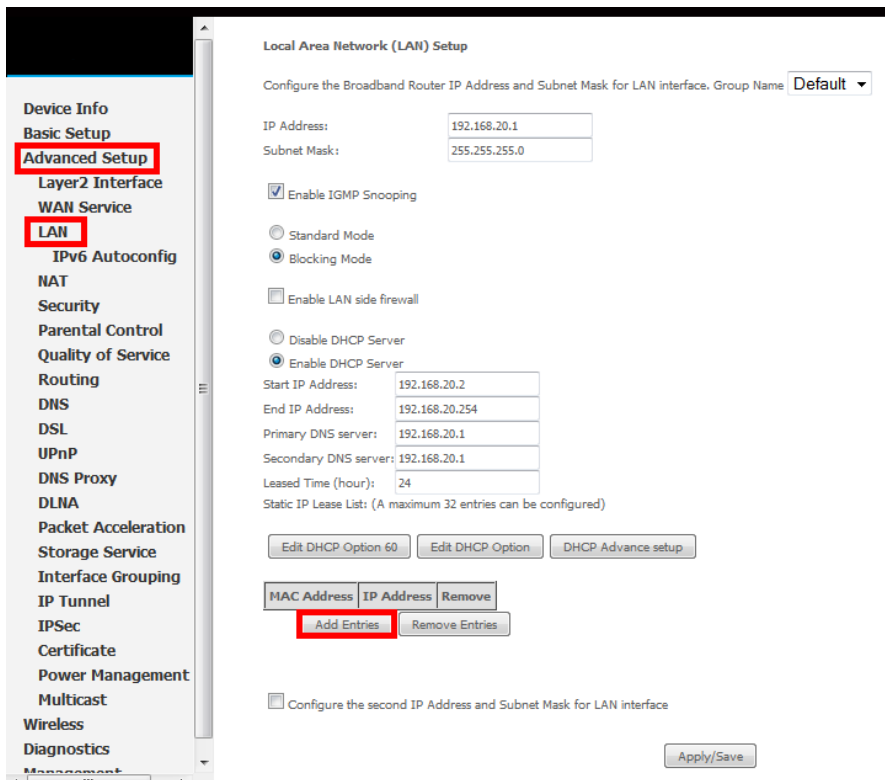 Device Info
Basic Setup
Advanced Setup
Layer2 Interface
WAN Service
LAN
IPv6 Autoconfig
NAT
Security
Parental Control
Quality of Service
Routing
DNS
DSL
UPnP
DNS Proxy
DLNA
Packet Acceleration
Storage Service
Interface Grouping
IP Tunnel
IPSec
Certificate
Power Management
Multicast
Wireless
Diagnostics
Management
Local Area Network (LAN) Setup
Configure the Broadband Router IP Address and Subnet Mask for LAN interface. Group Name Default
IP Address: 192.168.20.1
Subnet Mask: 255.255.255.0
Enable IGMP Snooping
Standard Mode
Blocking Mode
Enable LAN side firewall
Disable DHCP Server
Enable DHCP Server
Start IP Address: 192.168.20.2
End IP Address: 192.168.20.254
Primary DNS server: 192.168.20.1
Secondary DNS server: 192.168.20.1
Leased Time (hour): 24
Static IP Lease List: (A maximum 32 entries can be configured)
Edit DHCP Option 60 Edit DHCP Option DHCP Advance setup
MAC Address IP Address Remove
Add Entries Remove Entries
Configure the second IP Address and Subnet Mask for LAN interface
Apply/Save